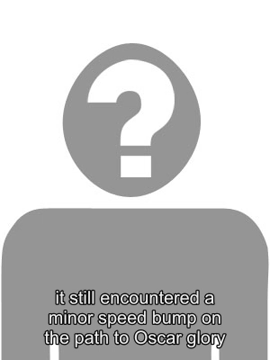 ?
it still encountered a
minor speed bump on
the path to Oscar glory